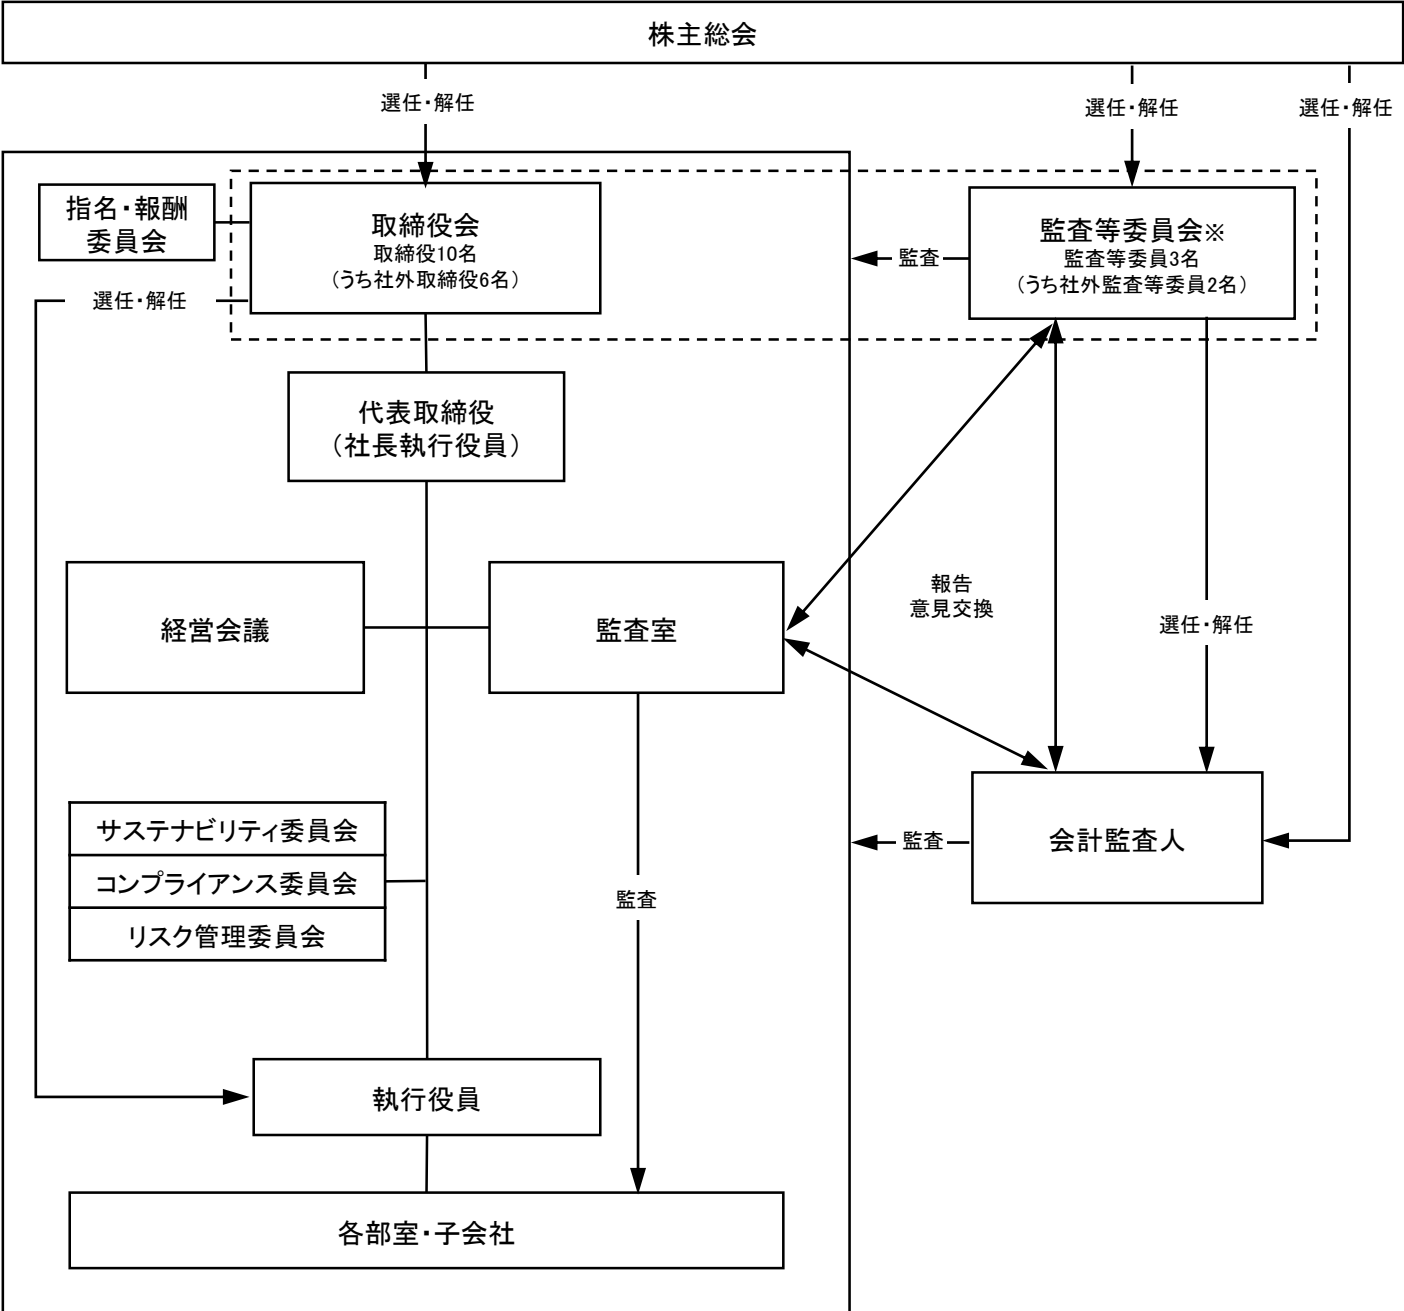 株主総会
選任・解任
選任・解任
選任・解任
指名・報酬
委員会
取締役会
取締役10名
（うち社外取締役6名）
監査
監査等委員会※
監査等委員3名
（うち社外監査等委員2名）
選任・解任
代表取締役
（社長執行役員）
経営会議
監査室
報告
意見交換
選任・解任
サステナビリティ委員会
コンプライアンス委員会
リスク管理委員会
監査
監査
会計監査人
執行役員
各部室・子会社